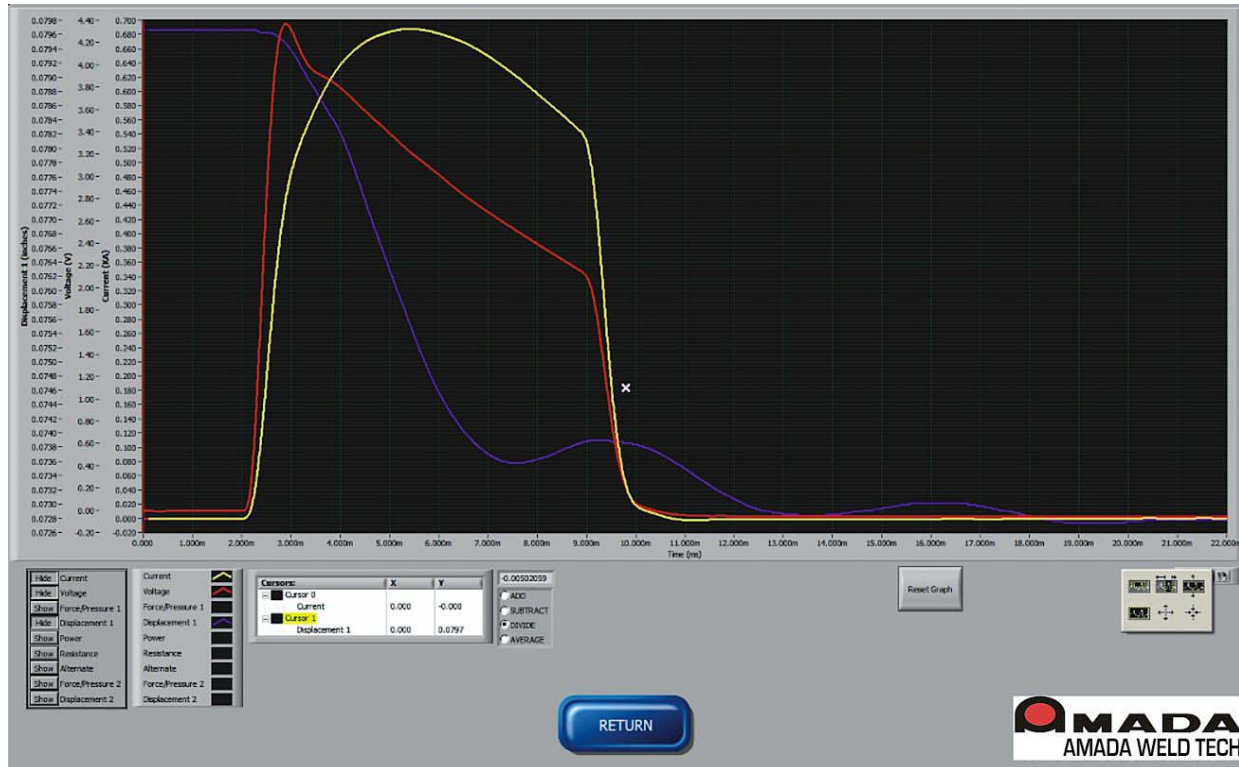 0.0798
0.0796
0.0794
0.0792
0.0790
0.0788
0.0786
0.0784
0.0782
0.0780
0.0778
0.0776
0.0774
0.0772
0.0770
0.0768
0.0766
0.0764
0.0762
0.0760
0.0758
0.0756
0.0754
0.0752
0.0750
0.0748
0.0746
0.0744
0.0742
0.0740
0.0738
0.0736
0.0734
0.0732
0.0730
0.0728
0.0726
Displacement 1 (inches)
4.40
4.20
4.00
3.80
3.60
3.40
3.20
3.00
2.80
2.60
2.40
2.20
2.00
1.80
1.60
1.40
1.20
1.00
0.80
0.60
0.40
0.20
0.00
-0.20
Voltage (V)
0.700
0.680
0.660
0.640
0.620
0.600
0.580
0.560
0.540
0.520
0.500
0.480
0.460
0.440
0.420
0.400
0.380
0.360
0.340
0.320
0.300
0.280
0.260
0.240
0.220
0.200
0.180
0.160
0.140
0.120
0.100
0.080
0.060
0.040
0.020
0.000
-0.020
Current (KA)
0.000 1.000m 2.000m 3.000m 4.000m 5.000m 6.000m 7.000m 8.000m 9.000m 10.000m 11.000m 12.000m 13.000m 14.000m 15.000m 16.000m 17.000m 18.000m 19.000m 20.000m 21.000m 22.000m
Time (ms)
Hide Current
Hide Voltage
Show Force/Pressure 1
Hide Displacement 1
Show Power
Show Resistance
Show Alternate
Show Force/Pressure 2
Show Displacement 2
Current
Voltage
Force/Pressure 1
Displacement 1
Power
Resistance
Alternate
Force/Pressure 2
Displacement 2
Cursors: X Y
Cursor 0
Current 0.000 -0.000
Cursor 1
Displacement 1 0.000 0.0797
-0.00502059
ADD
SUBTRACT
DIVIDE
AVERAGE
Reset Graph
RETURN
AMADA
AMADA WELD TECH